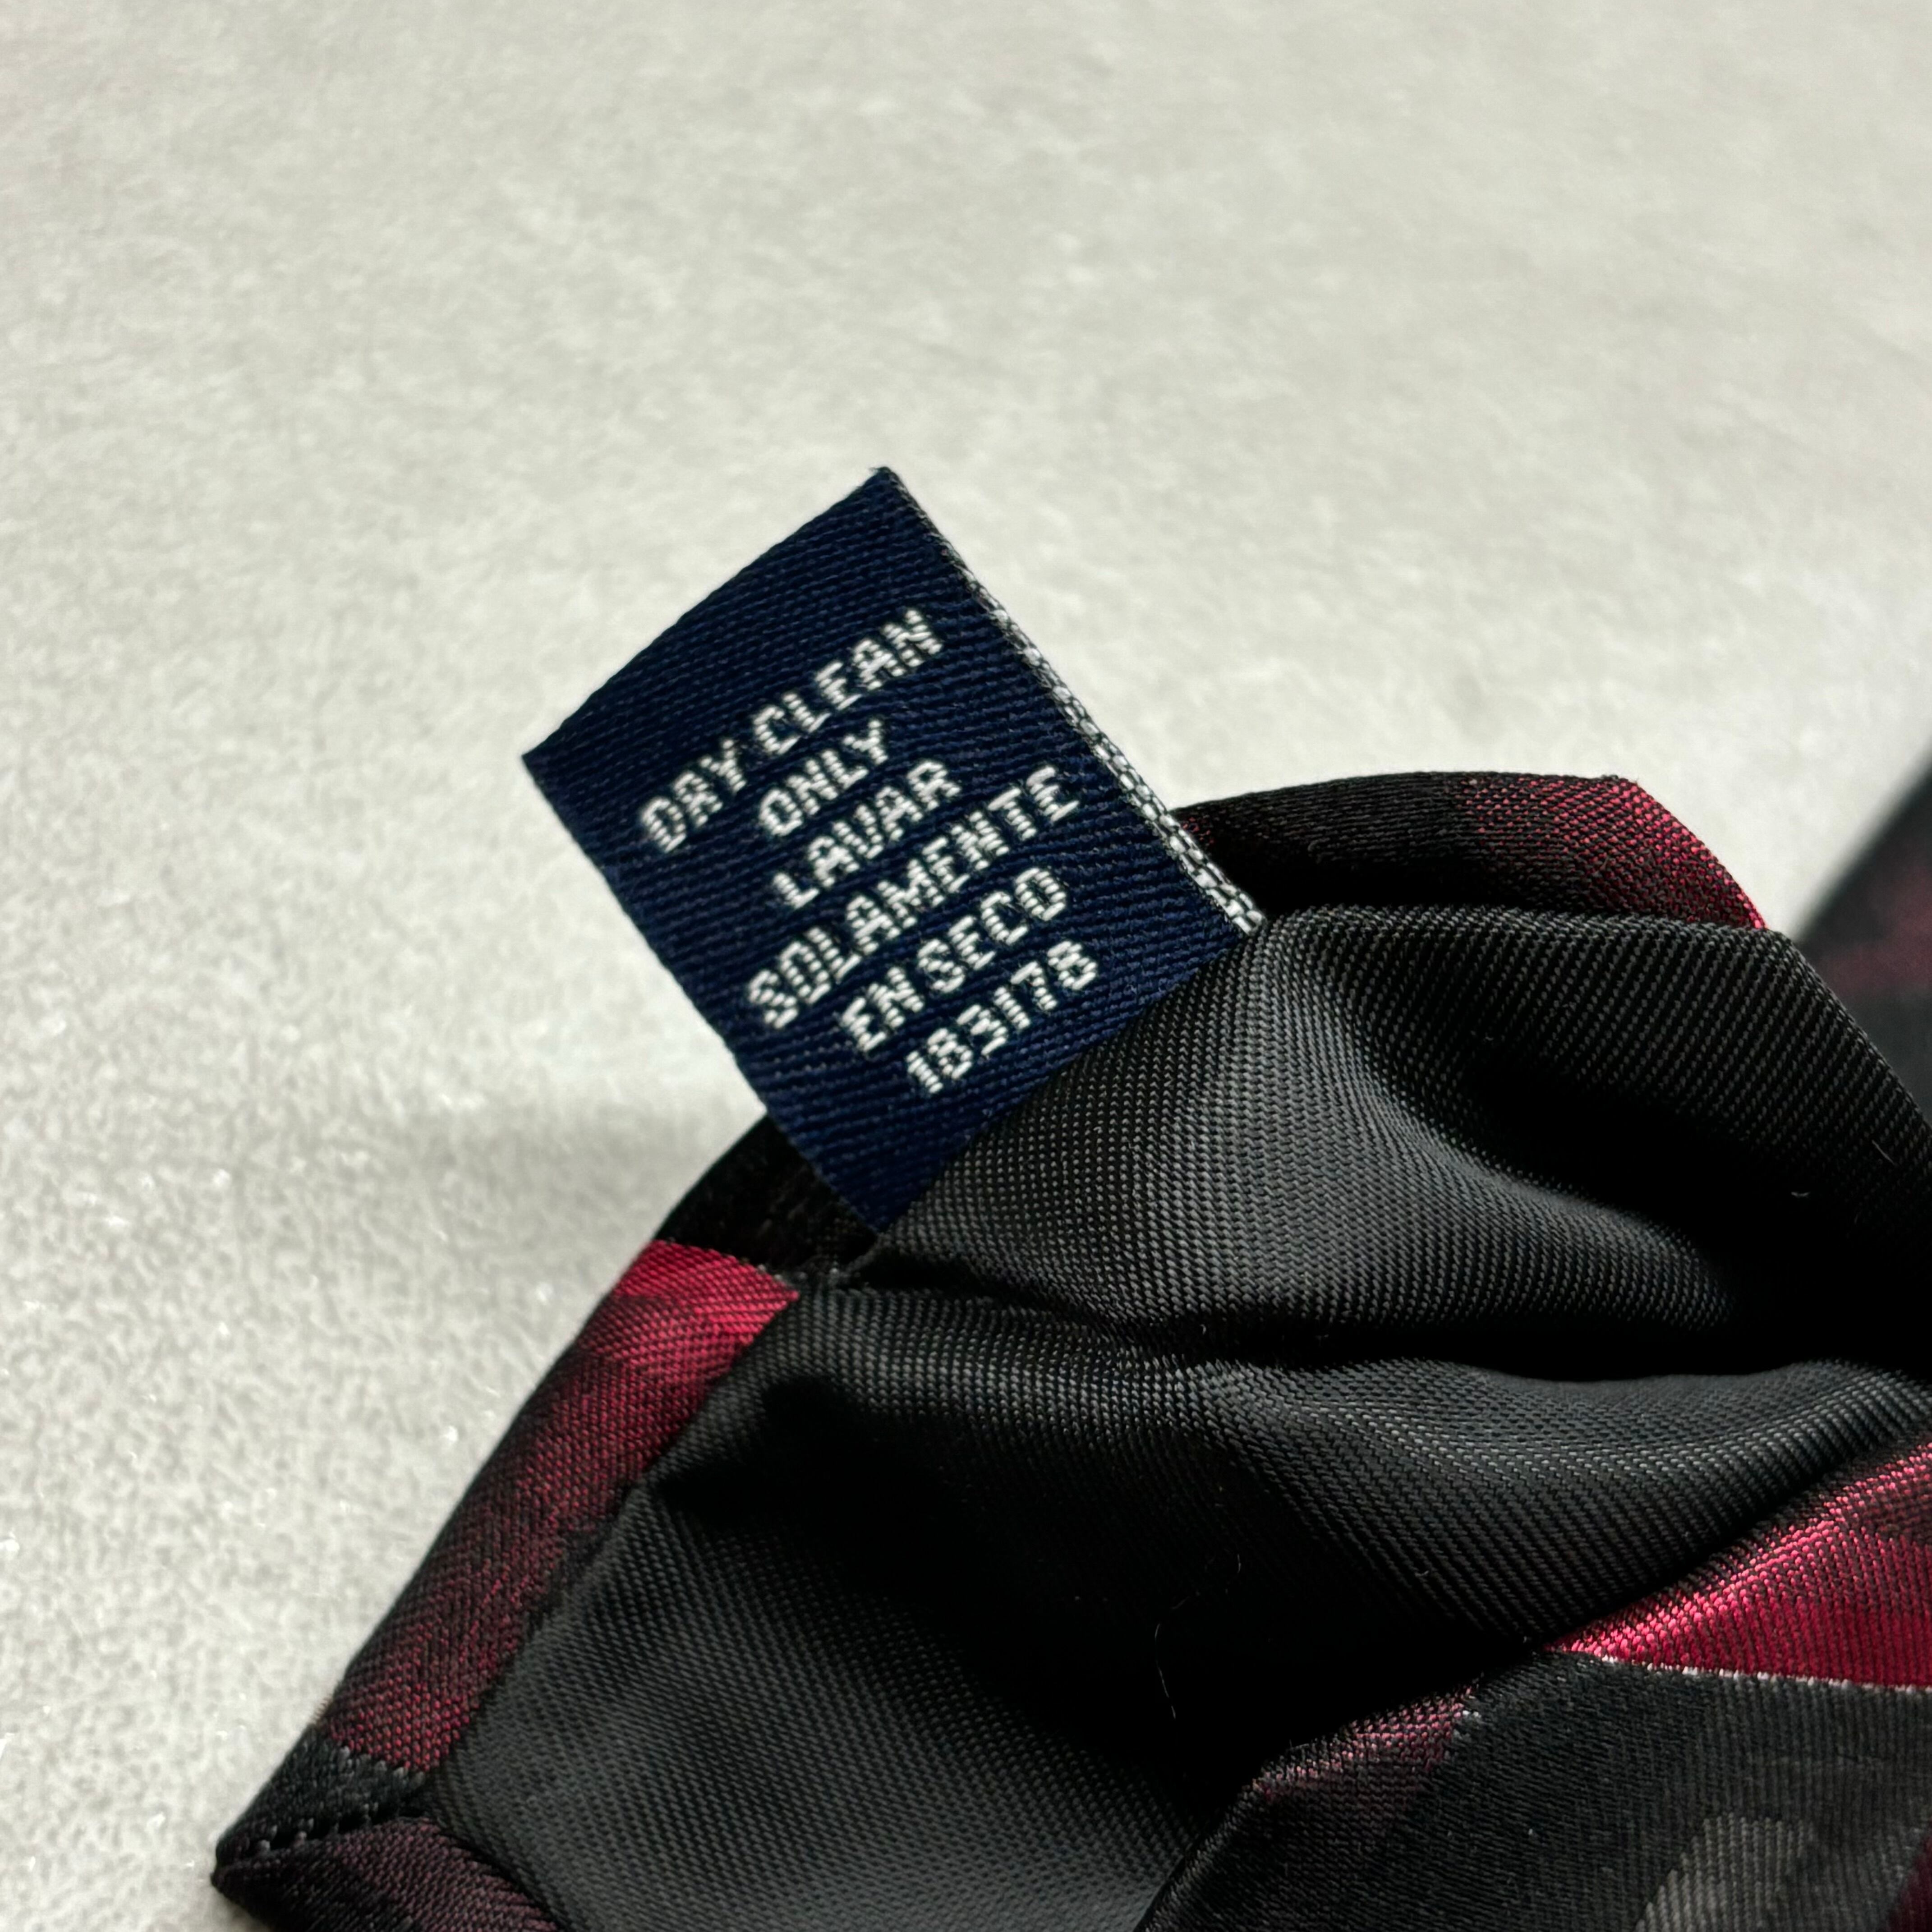 DRY CLEAN
ONLY
LAVAR
SOLAMENTE
EN SECO
183178